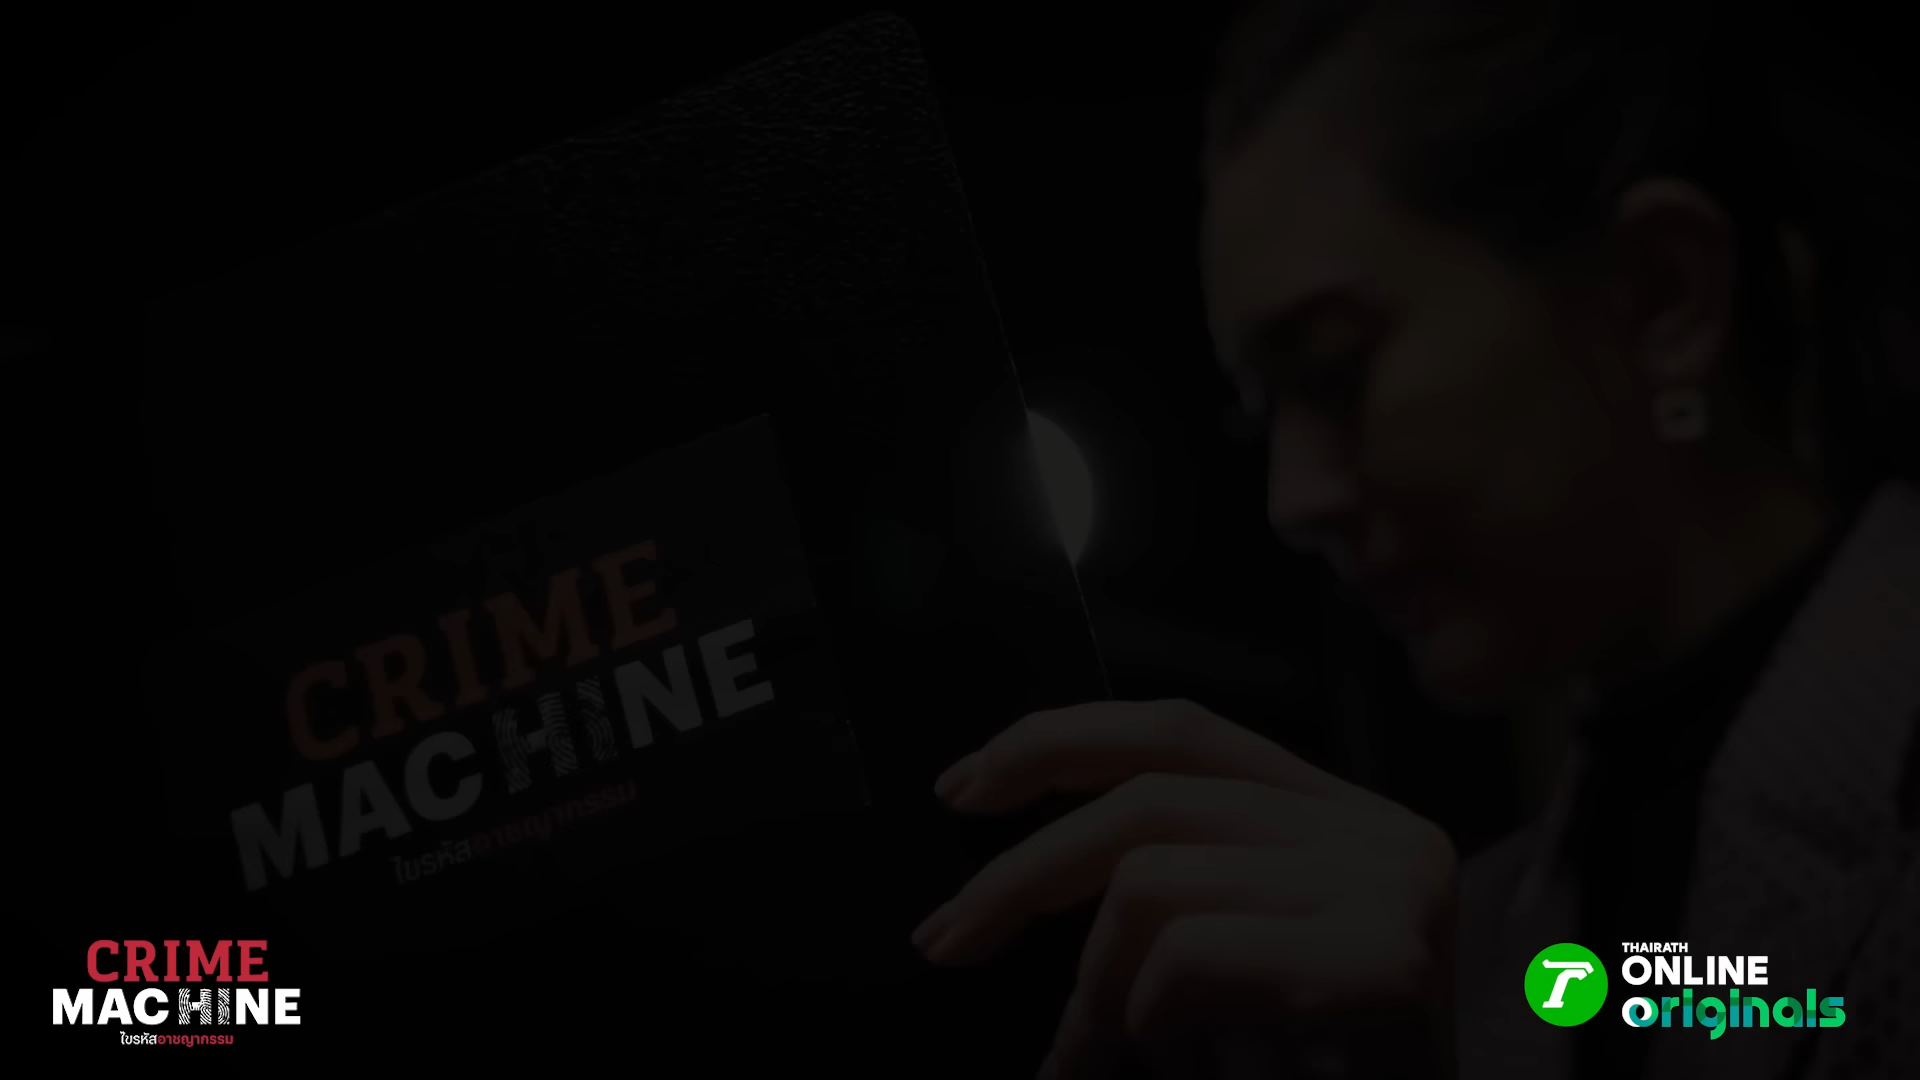 CRIME
MACHINE
ไขรหัสอาชญากรรม
CRIME
MACHINE
ไขรหัสอาชญากรรม
THAIRATH
ONLINE
originals